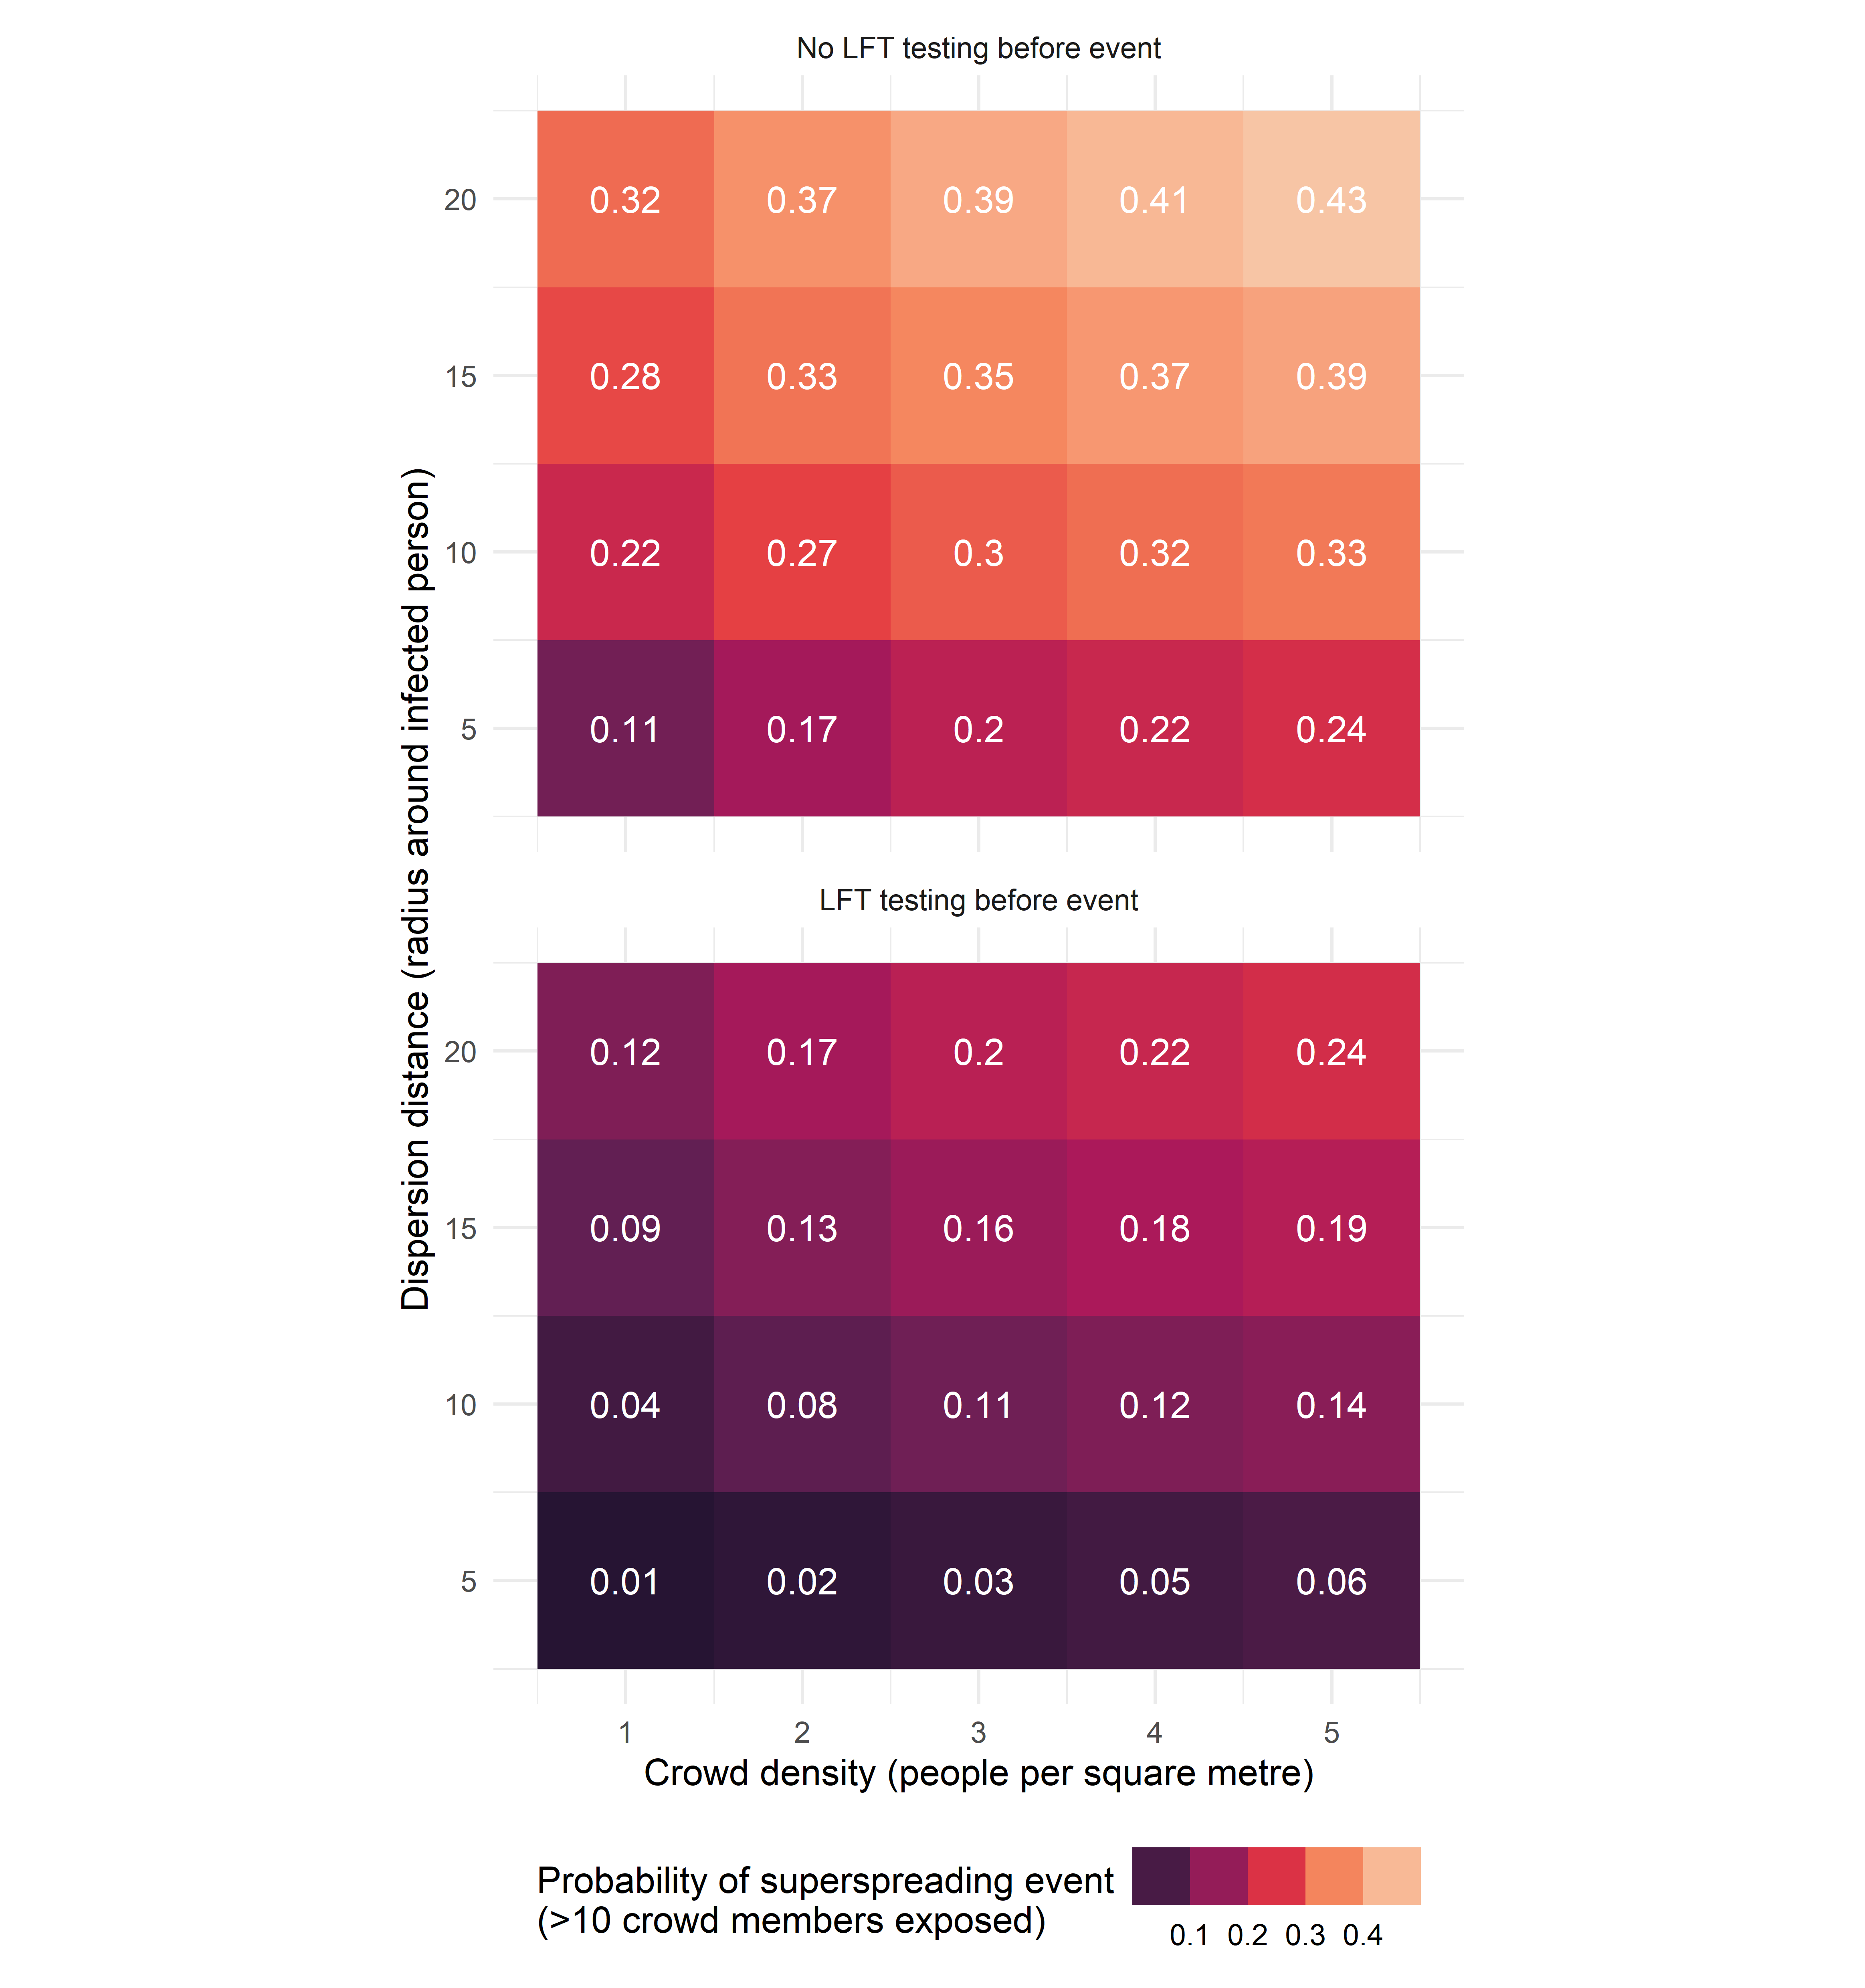 No LFT testing before event
20 0.32 0.37 0.39 0.41 0.43
15 0.28 0.33 0.35 0.37 0.39
10 0.22 0.27 0.3 0.32 0.33
5 0.11 0.17 0.2 0.22 0.24
Dispersion distance (radius around infected person)
LFT testing before event
20 0.12 0.17 0.2 0.22 0.24
15 0.09 0.13 0.16 0.18 0.19
10 0.04 0.08 0.11 0.12 0.14
5 0.01 0.02 0.03 0.05 0.06
1 2 3 4 5
Crowd density (people per square metre)
Probability of superspreading event
(>10 crowd members exposed)
0.1 0.2 0.3 0.4